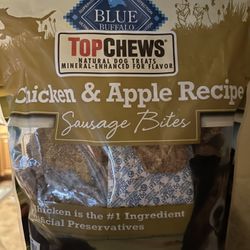 BLUE
BUFFALO
TOPCHEWS
NATURAL DOG TREATS
MINERAL-ENHANCED FOR FLAVOR
Chicken & Apple Recipe
Sausage Bites
Chicken is the #1 Ingredient
Preservatives